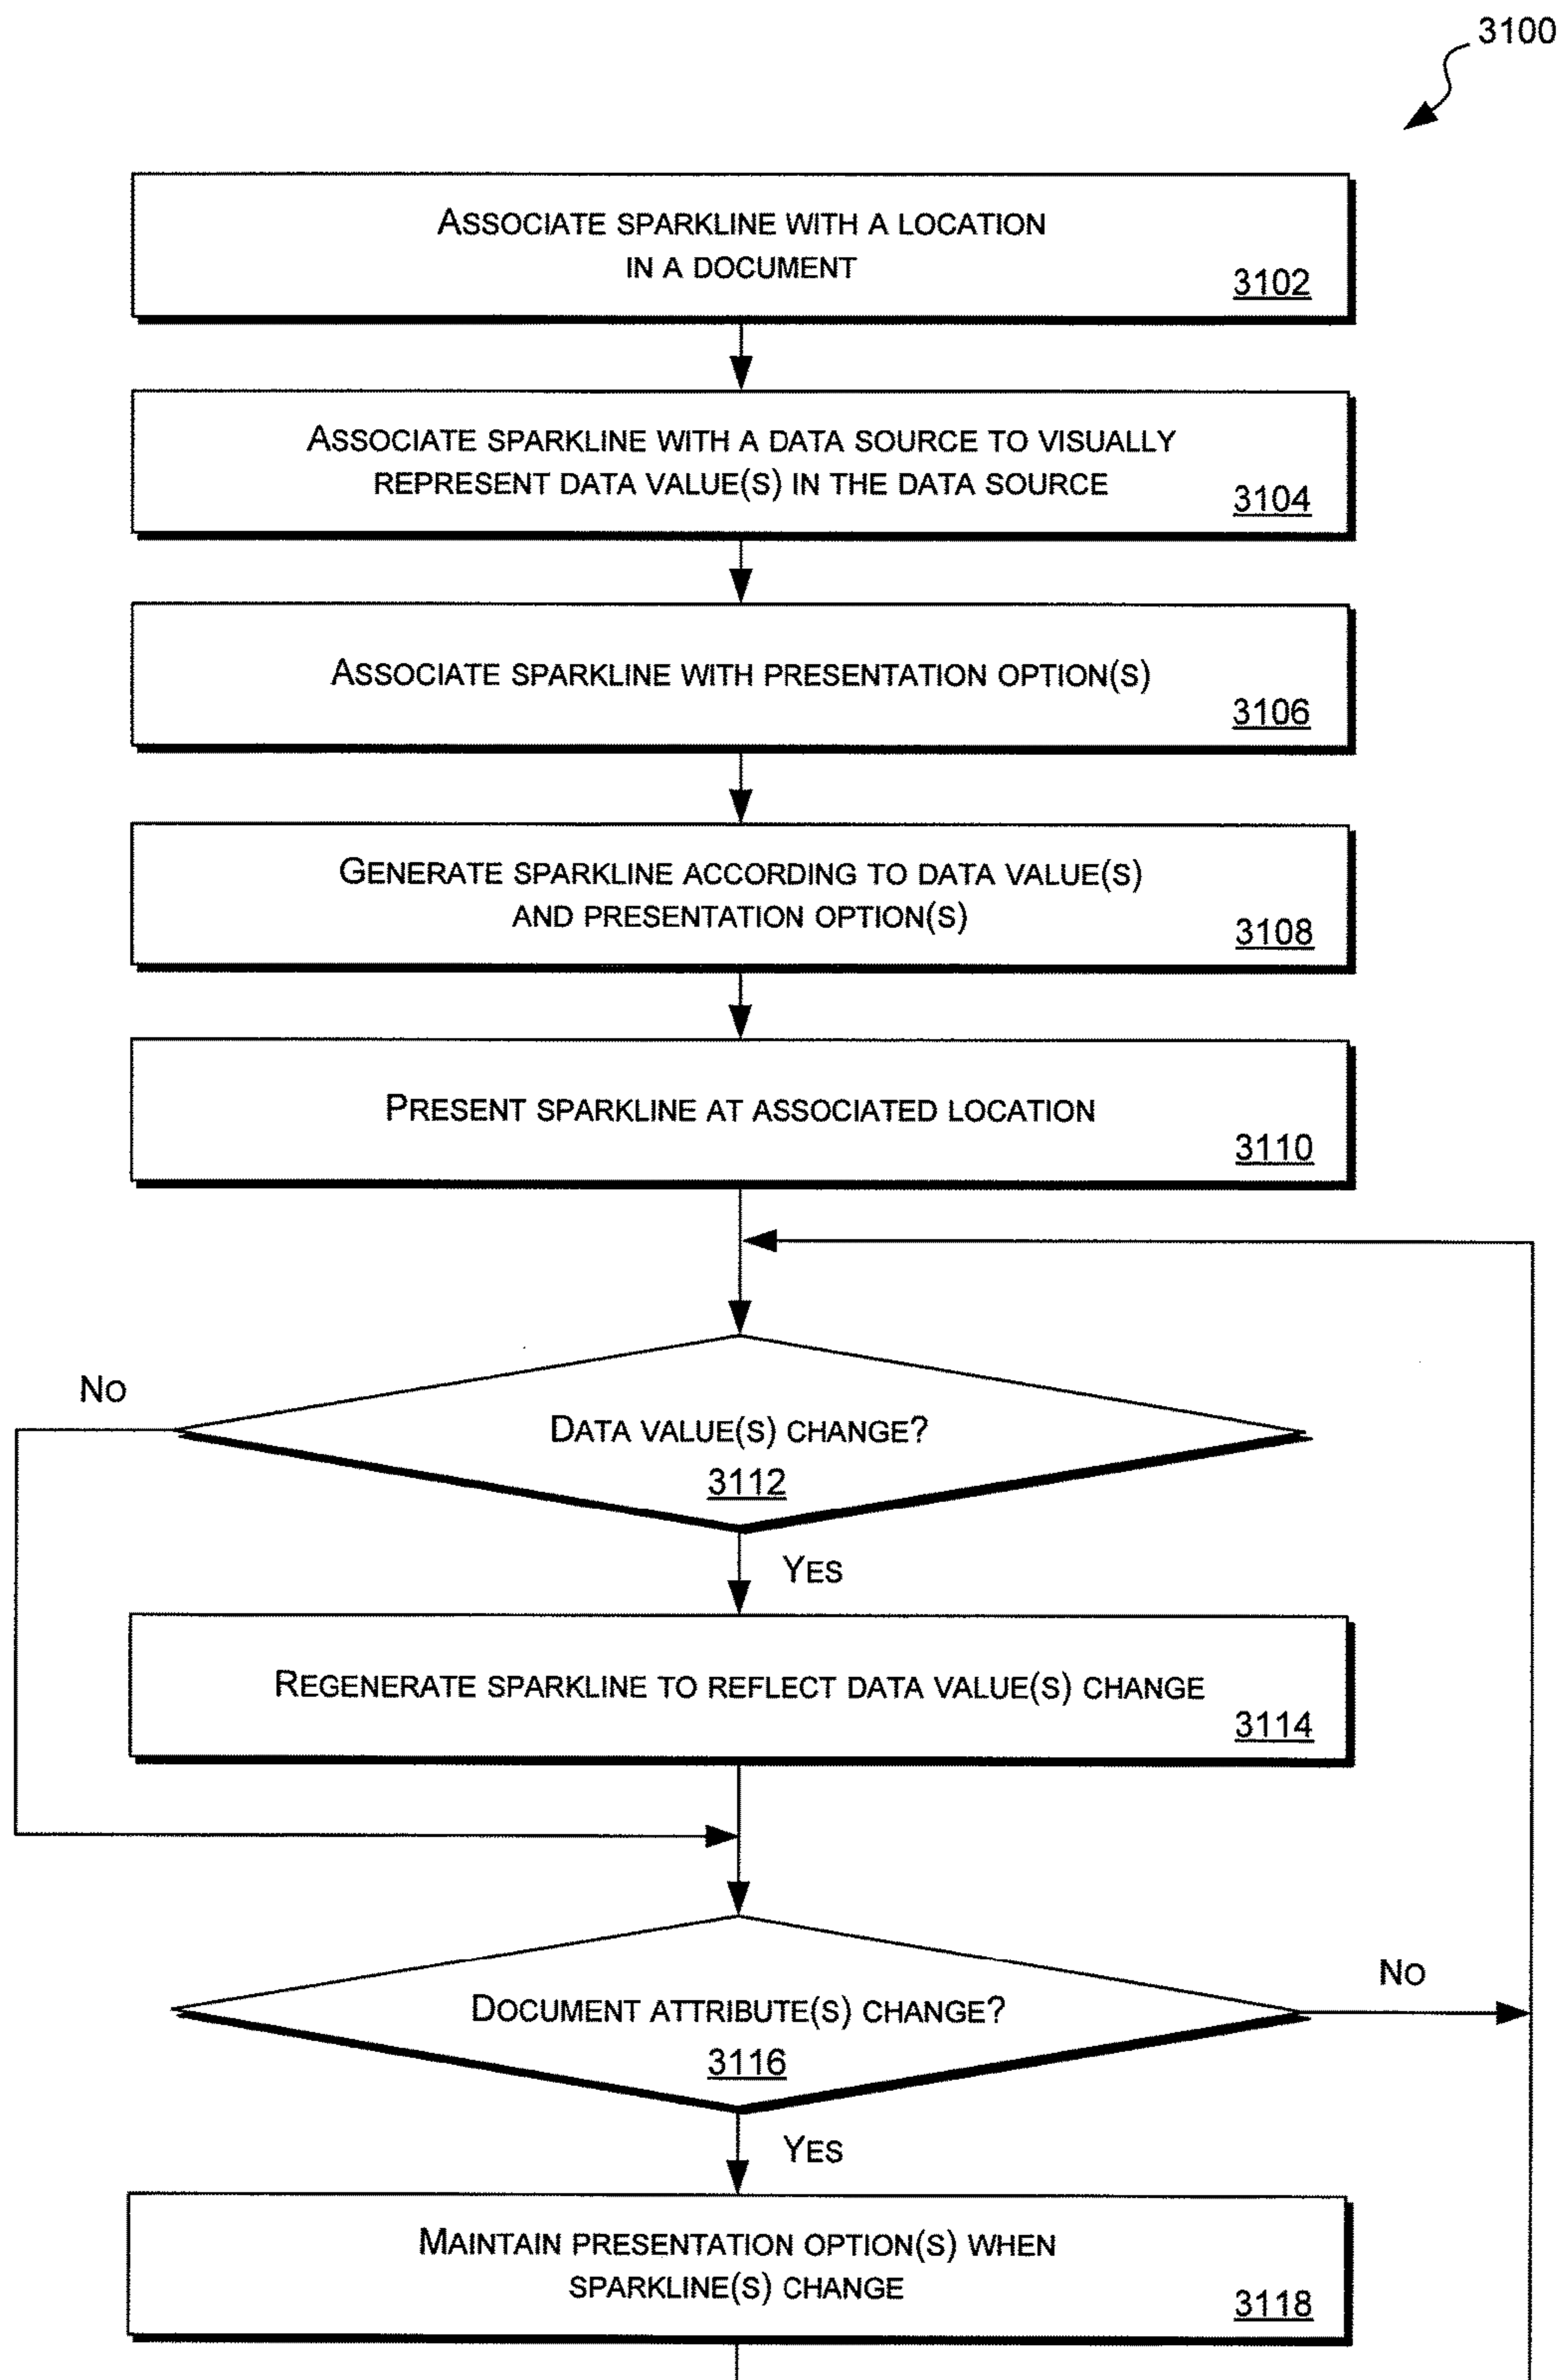 3100
ASSOCIATE SPARKLINE WITH A LOCATION
IN A DOCUMENT
3102
ASSOCIATE SPARKLINE WITH A DATA SOURCE TO VISUALLY
REPRESENT DATA VALUE(S) IN THE DATA SOURCE
3104
ASSOCIATE SPARKLINE WITH PRESENTATION OPTION(S)
3106
GENERATE SPARKLINE ACCORDING TO DATA VALUE(S)
AND PRESENTATION OPTION(S)
3108
PRESENT SPARKLINE AT ASSOCIATED LOCATION
3110
NO
DATA VALUE(S) CHANGE?
3112
YES
REGENERATE SPARKLINE TO REFLECT DATA VALUE(S) CHANGE
3114
NO
DOCUMENT ATTRIBUTE(S) CHANGE?
3116
YES
MAINTAIN PRESENTATION OPTION(S) WHEN
SPARKLINE(S) CHANGE
3118